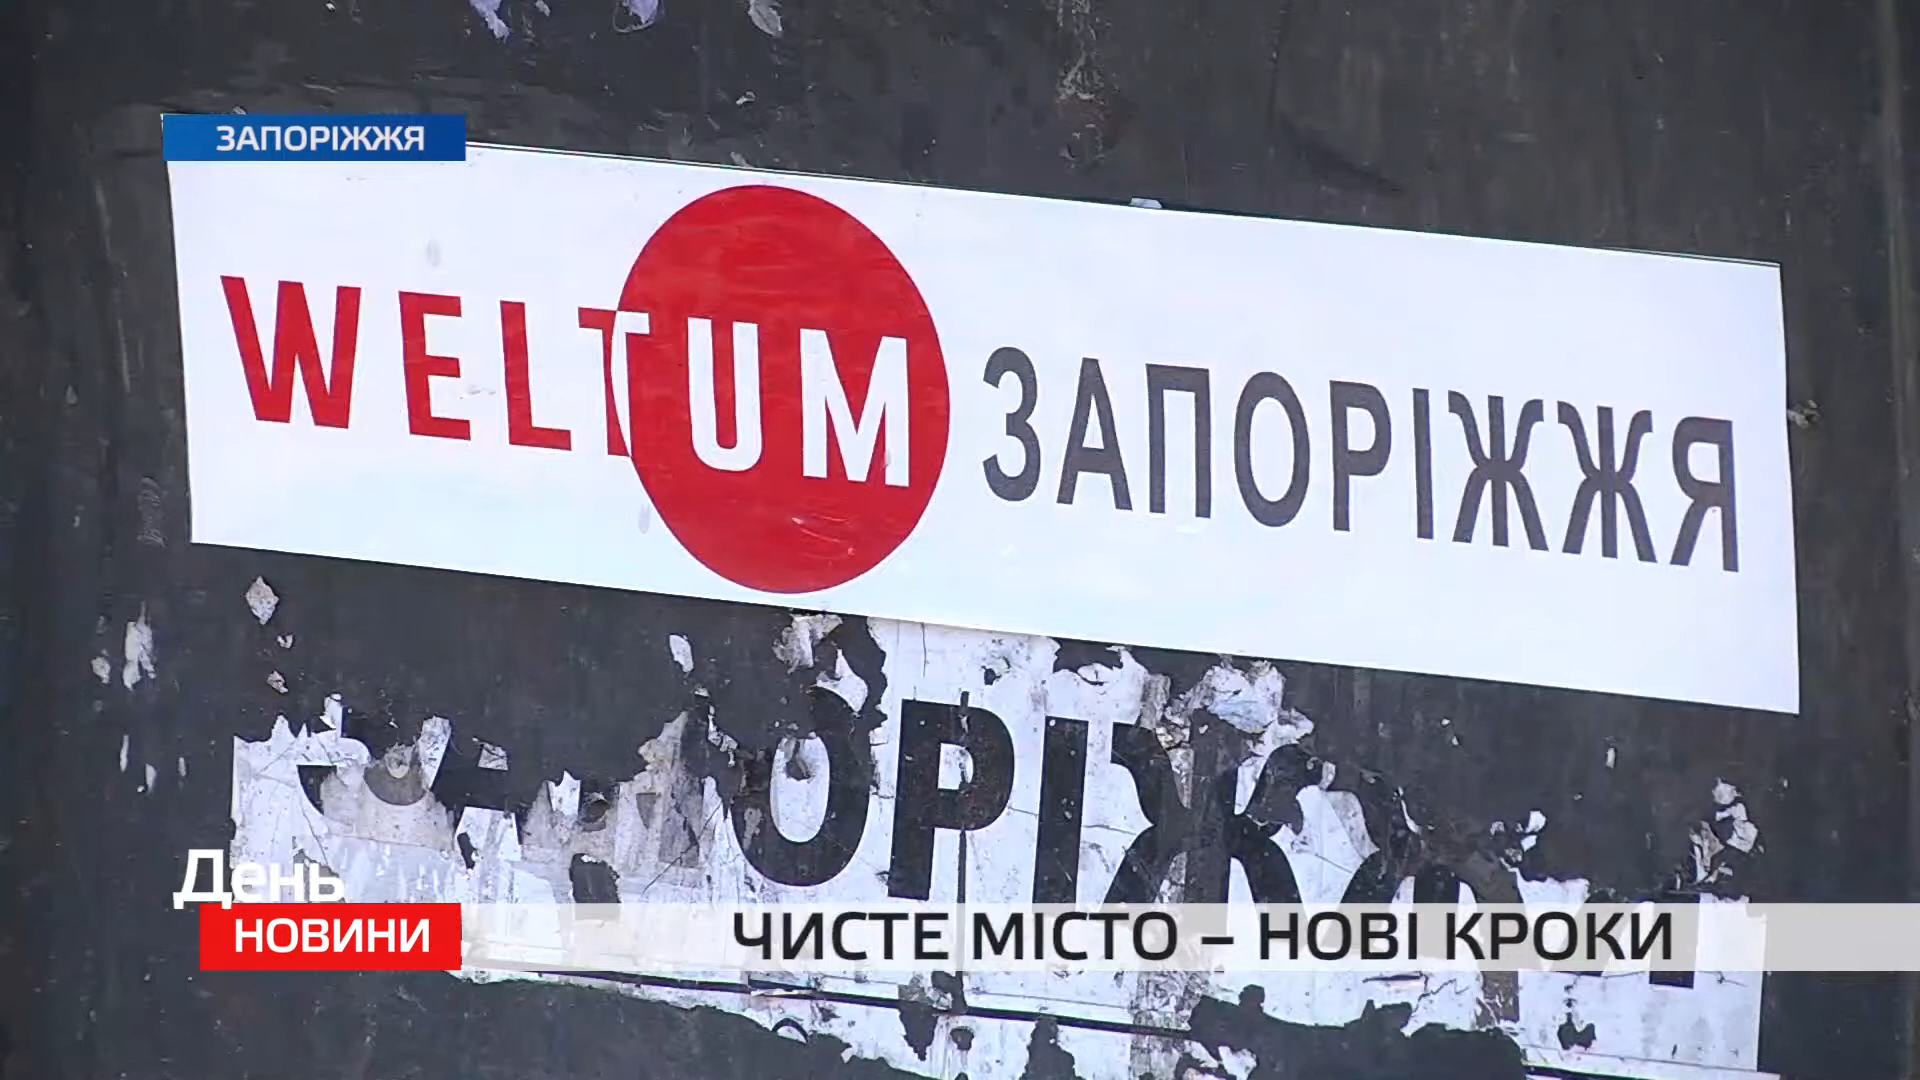 ЗАПОРІЖЖЯ
WELTUM ЗАПОРІЖЖЯ
День
НОВИНИ
ЧИСТЕ МІСТО – НОВІ КРОКИ